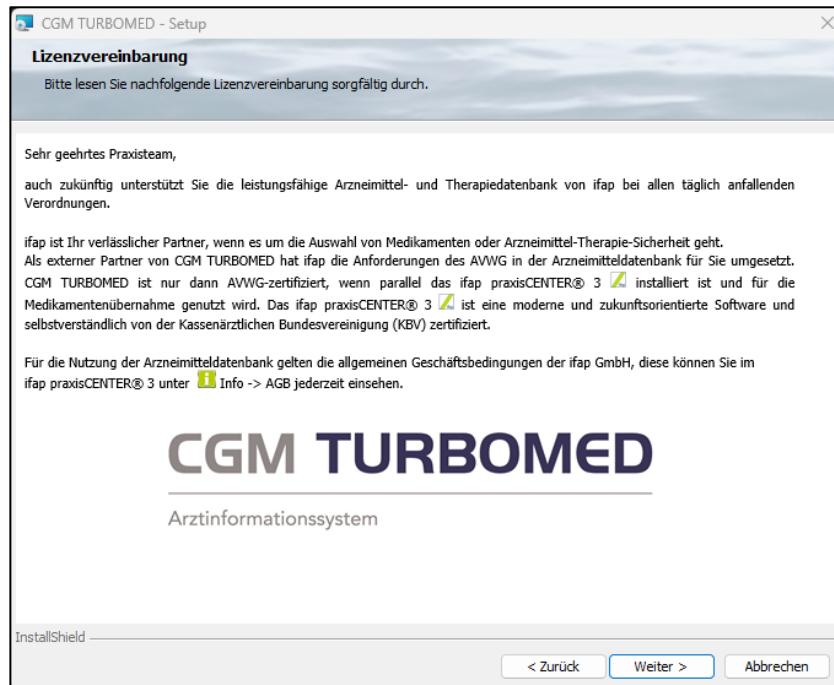 CGM TURBOMED - Setup
Lizenzvereinbarung
Bitte lesen Sie nachfolgende Lizenzvereinbarung sorgfältig durch.
Sehr geehrtes Praxisteam,
auch zukünftig unterstützt Sie die leistungsfähige Arzneimittel- und Therapiedatenbank von ifap bei allen täglich anfallenden
Verordnungen.
ifap ist Ihr verlässlicher Partner, wenn es um die Auswahl von Medikamenten oder Arzneimittel-Therapie-Sicherheit geht.
Als externer Partner von CGM TURBOMED hat ifap die Anforderungen des AVWG in der Arzneimitteldatenbank für Sie umgesetzt.
CGM TURBOMED ist nur dann AVWG-zertifiziert, wenn parallel das ifap praxisCENTER® 3 installiert ist und für die
Medikamentenübernahme genutzt wird. Das ifap praxisCENTER® 3 ist eine moderne und zukunftsorientierte Software und
selbstverständlich von der Kassenärztlichen Bundesvereinigung (KBV) zertifiziert.
Für die Nutzung der Arzneimitteldatenbank gelten die allgemeinen Geschäftsbedingungen der ifap GmbH, diese können Sie im
ifap praxisCENTER® 3 unter Info -> AGB jederzeit einsehen.
CGM TURBOMED
Arztinformationssystem
InstallShield
< Zurück Weiter > Abbrechen